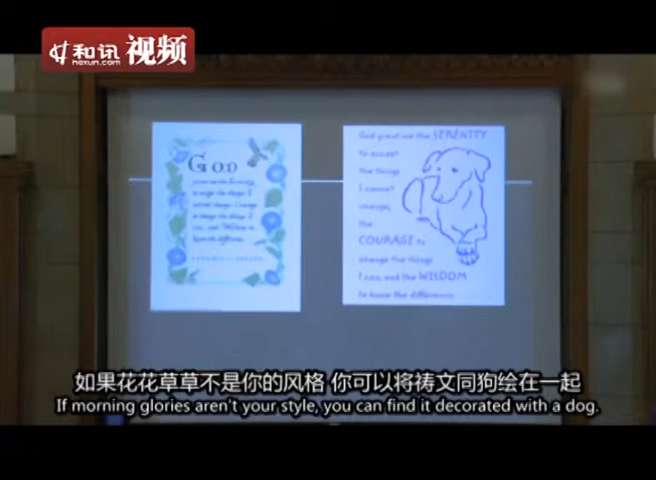 和讯 视频
hexun.com
GOD
God grant me the SERENITY
to accept
the things
I cannot
change,
the
COURAGE to
change the things
I can, and the WISDOM
to know the difference
如果花花草草不是你的风格 你可以将祷文同狗绘在一起
If morning glories aren't your style, you can find it decorated with a dog.